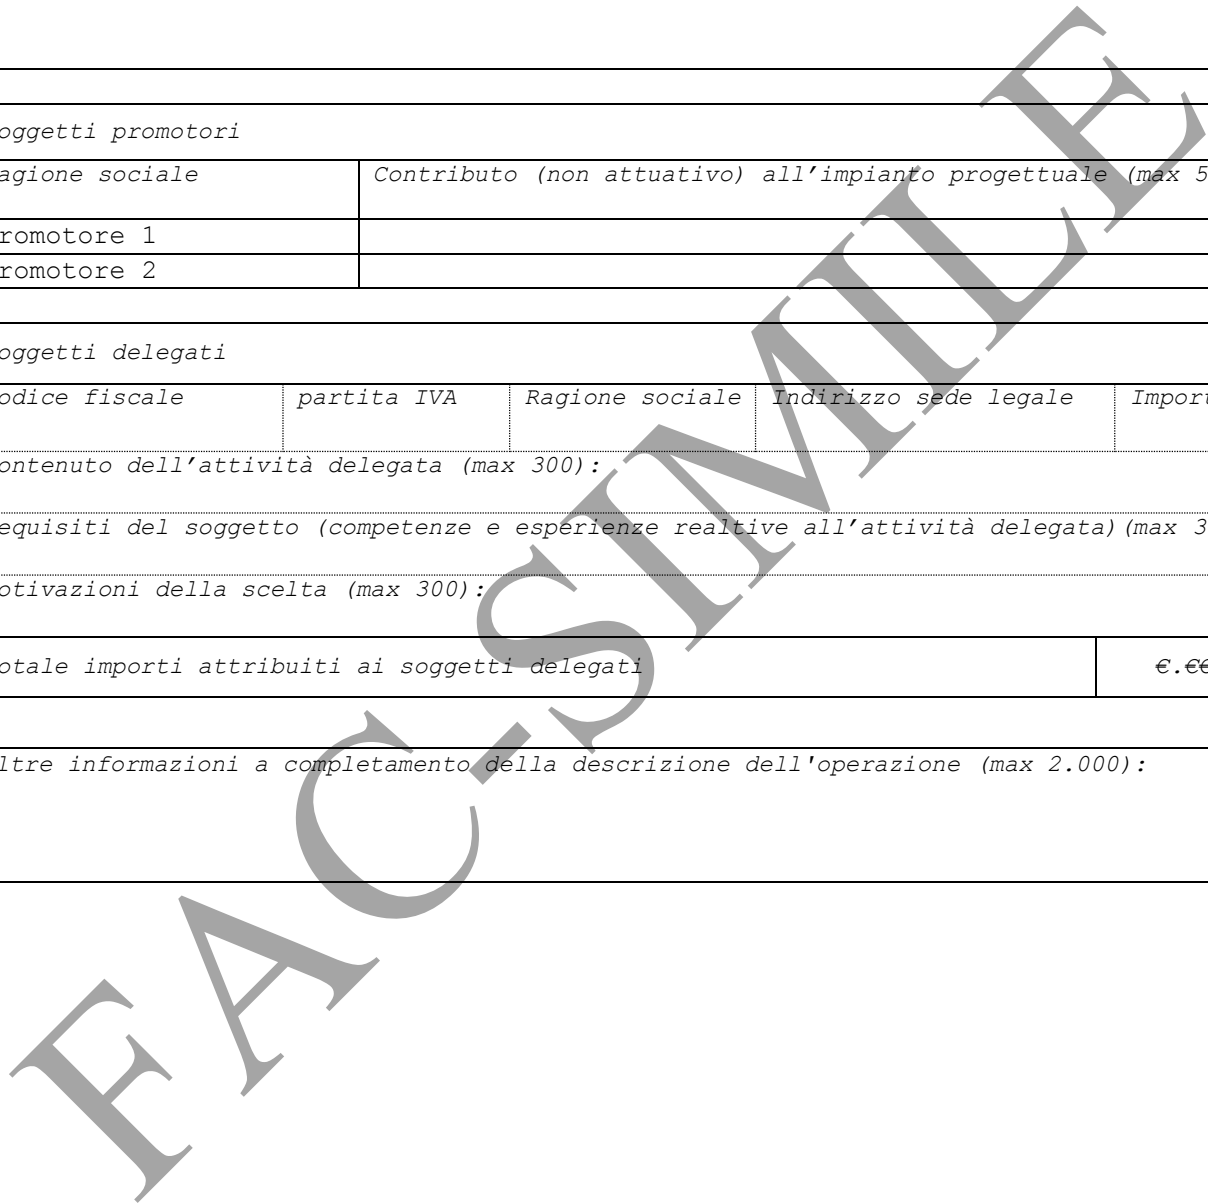 oggetti promotori
agione sociale Contributo (non attuativo) all’impianto progettuale (max 5
romotore 1
romotore 2
oggetti delegati
odice fiscale partita IVA Ragione sociale Indirizzo sede legale Import
ontenuto dell’attività delegata (max 300):
equisiti del soggetto (competenze e esperienze realtive all’attività delegata)(max 3
otivazioni della scelta (max 300):
otale importi attribuiti ai soggetti delegati €.€€
ltre informazioni a completamento della descrizione dell'operazione (max 2.000):
FAC-SIMILE